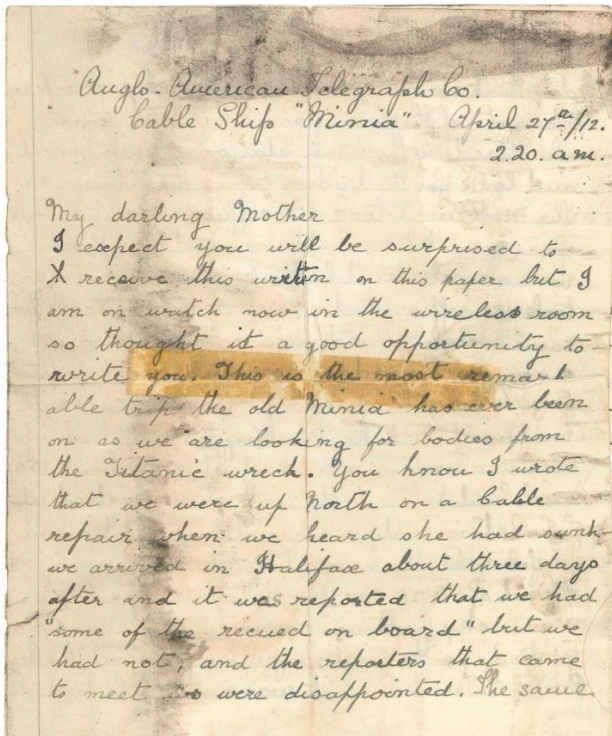 Anglo-American Telegraph Co.
Cable Ship "Minia". April 27th/12.
2.20. a.m.
My darling Mother
I expect you will be surprised to
receive this written on this paper but I
am on watch now in the wireless room
so thought it a good opportunity to
write you. This is the most remark
able trip the old Minia has ever been
on as we are looking for bodies from
the Titanic wreck. You know I wrote
that we were up North on a Cable
repair when we heard she had sunk-
we arrived in Halifax about three days
after and it was reported that we had
"some of the recued on board" but we
had not, and the reporters that came
to meet us were disappointed. The same